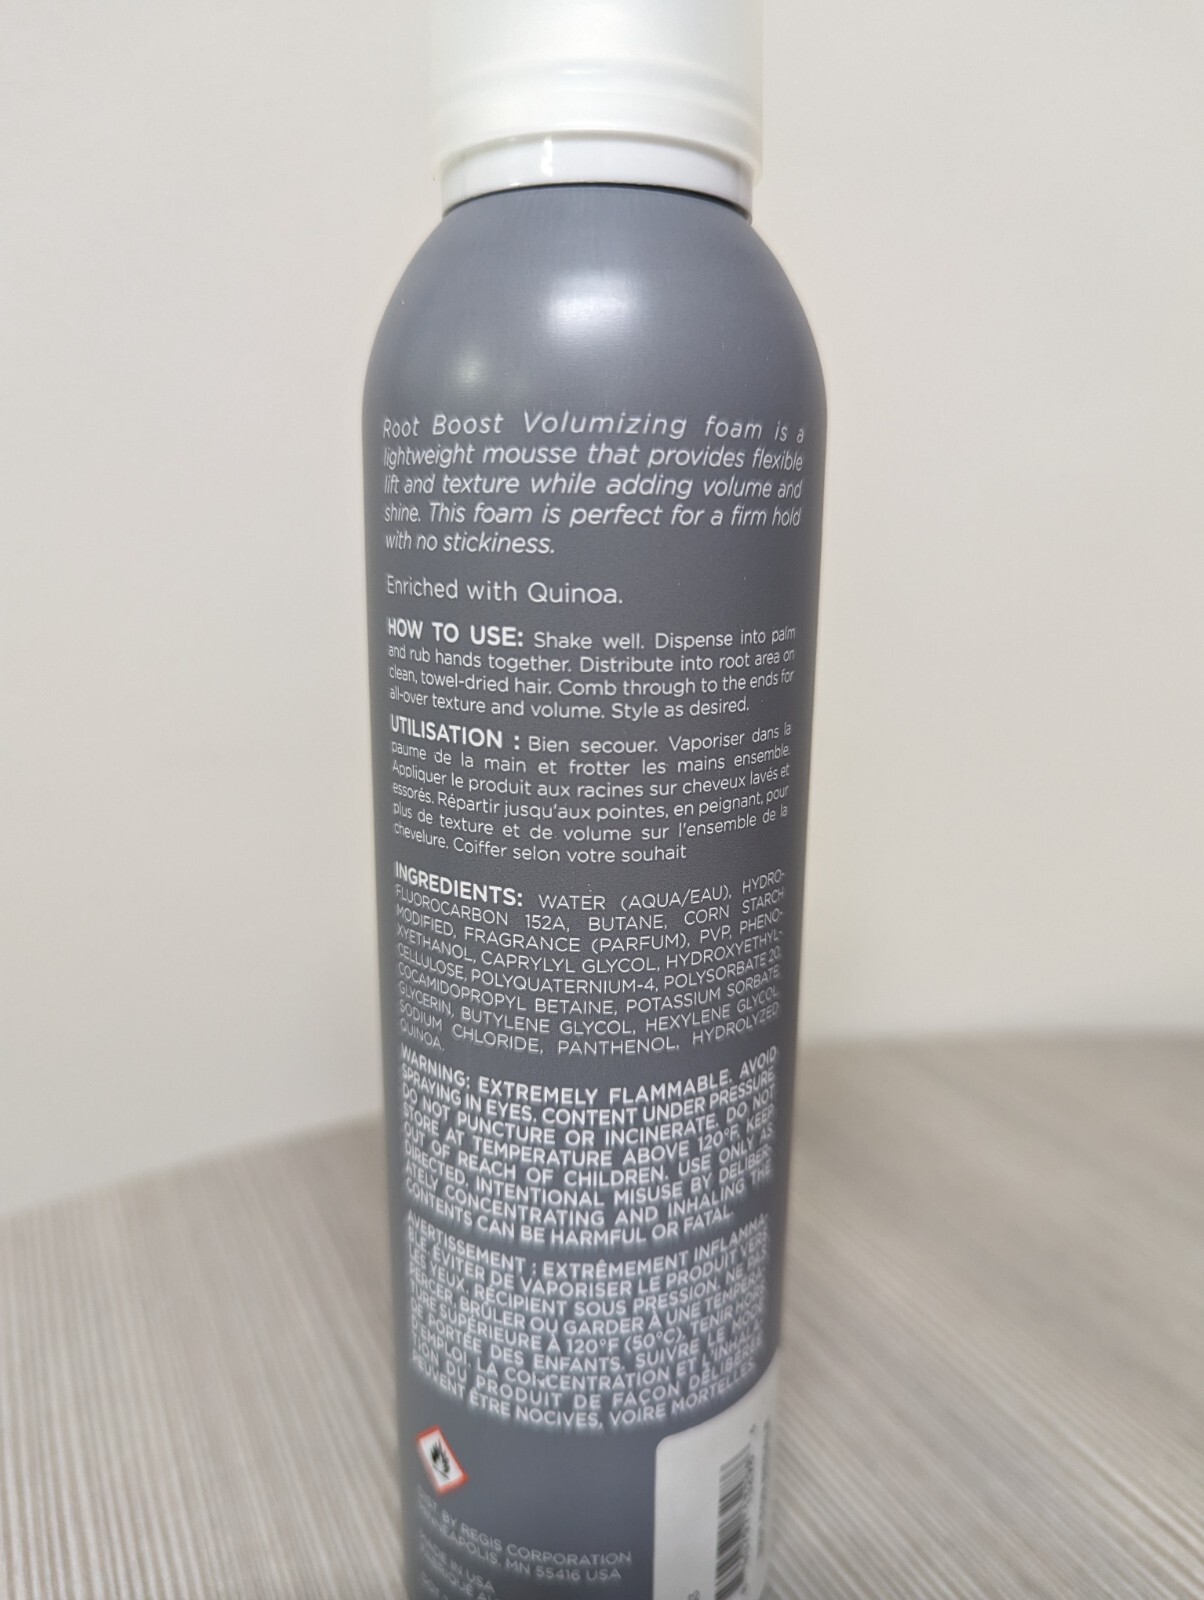 Root Boost Volumizing foam is a
lightweight mousse that provides flexible
lift and texture while adding volume and
shine. This foam is perfect for a firm hold
with no stickiness.
Enriched with Quinoa.
HOW TO USE: Shake well. Dispense into palm
and rub hands together. Distribute into root area on
clean, towel-dried hair. Comb through to the ends for
all-over texture and volume. Style as desired.
UTILISATION : Bien secouer. Vaporiser dans la
paume de la main et frotter les mains ensemble.
Appliquer le produit aux racines sur cheveux lavés et
essorés. Répartir jusqu'aux pointes, en peignant, pour
plus de texture et de volume sur l'ensemble de la
chevelure. Coiffer selon votre souhait
INGREDIENTS: WATER (AQUA/EAU), HYDRO-
FLUOROCARBON 152A, BUTANE, CORN STARCH
MODIFIED, FRAGRANCE (PARFUM), PVP, PHENO-
XYETHANOL, CAPRYLYL GLYCOL, HYDROXYETHYL-
CELLULOSE, POLYQUATERNIUM-4, POLYSORBATE 20,
COCAMIDOPROPYL BETAINE, POTASSIUM SORBATE,
GLYCERIN, BUTYLENE GLYCOL, HEXYLENE GLYCOL,
SODIUM CHLORIDE, PANTHENOL, HYDROLYZED
QUINOA.
WARNING: EXTREMELY FLAMMABLE. AVOID
SPRAYING IN EYES. CONTENT UNDER PRESSURE.
DO NOT PUNCTURE OR INCINERATE. DO NOT
STORE AT TEMPERATURE ABOVE 120°F. KEEP
OUT OF REACH OF CHILDREN. USE ONLY AS
DIRECTED. INTENTIONAL MISUSE BY DELIBER-
ATELY CONCENTRATING AND INHALING THE
CONTENTS CAN BE HARMFUL OR FATAL.
AVERTISSEMENT : EXTRÊMEMENT INFLAMMA-
BLE. ÉVITER DE VAPORISER LE PRODUIT VERS
LES YEUX. RÉCIPIENT SOUS PRESSION. NE PAS
PERCER, BRÛLER OU GARDER À UNE TEMPÉRA-
TURE SUPÉRIEURE À 120°F (50°C). TENIR HORS
DE PORTÉE DES ENFANTS. SUIVRE LE MODE
D'EMPLOI. LA CONCENTRATION ET L'INHALA-
TION DU PRODUIT DE FAÇON DÉLIBÉRÉE
PEUVENT ÊTRE NOCIVES, VOIRE MORTELLES.
DIST. BY REGIS CORPORATION
MINNEAPOLIS, MN 55416 USA
MADE IN USA
FABRIQUÉ AU